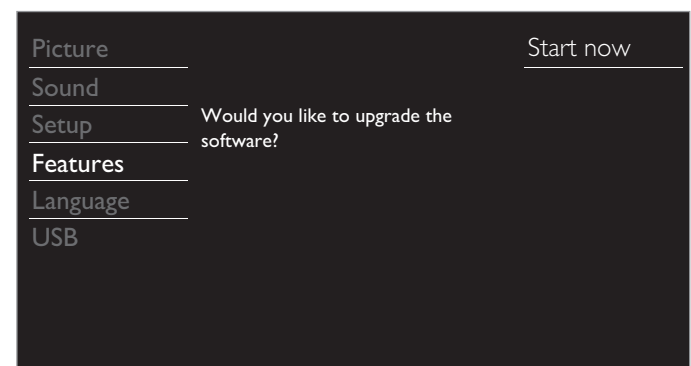 Picture
Start now
Sound
Setup
Would you like to upgrade the
software?
Features
Language
USB